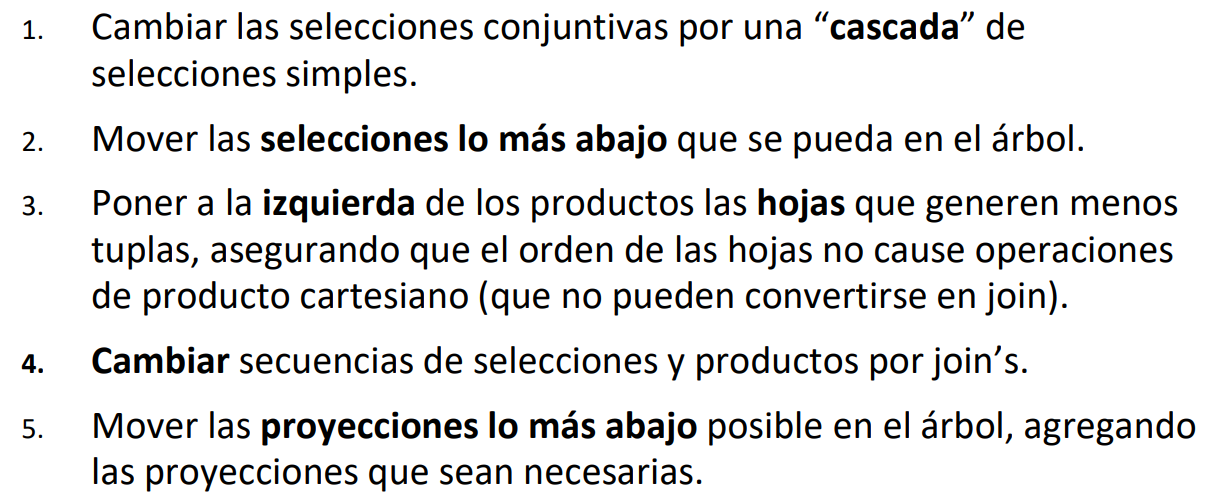 1. Cambiar las selecciones conjuntivas por una “cascada” de
selecciones simples.
2. Mover las selecciones lo más abajo que se pueda en el árbol.
3. Poner a la izquierda de los productos las hojas que generen menos
tuplas, asegurando que el orden de las hojas no cause operaciones
de producto cartesiano (que no pueden convertirse en join).
4. Cambiar secuencias de selecciones y productos por join’s.
5. Mover las proyecciones lo más abajo posible en el árbol, agregando
las proyecciones que sean necesarias.